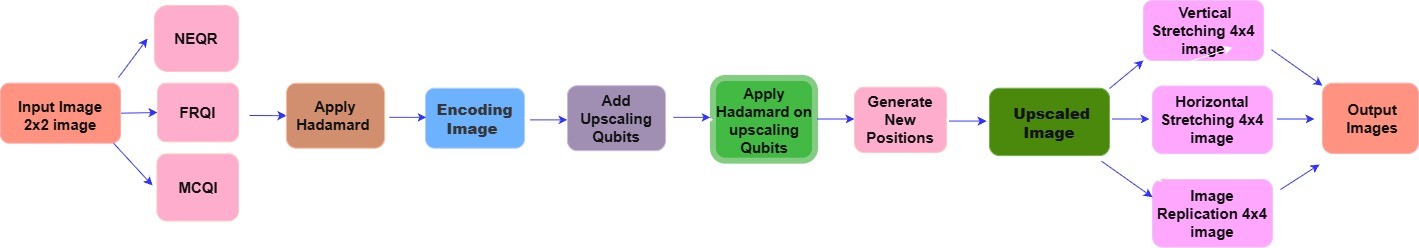 Input Image
2x2 image
NEQR
FRQI
MCQI
Apply
Hadamard
Encoding
Image
Add
Upscaling
Qubits
Apply
Hadamard on
upscaling
Qubits
Generate
New
Positions
Upscaled
Image
Vertical
Stretching 4x4
image
Horizontal
Stretching 4x4
image
Image
Replication 4x4
image
Output
Images